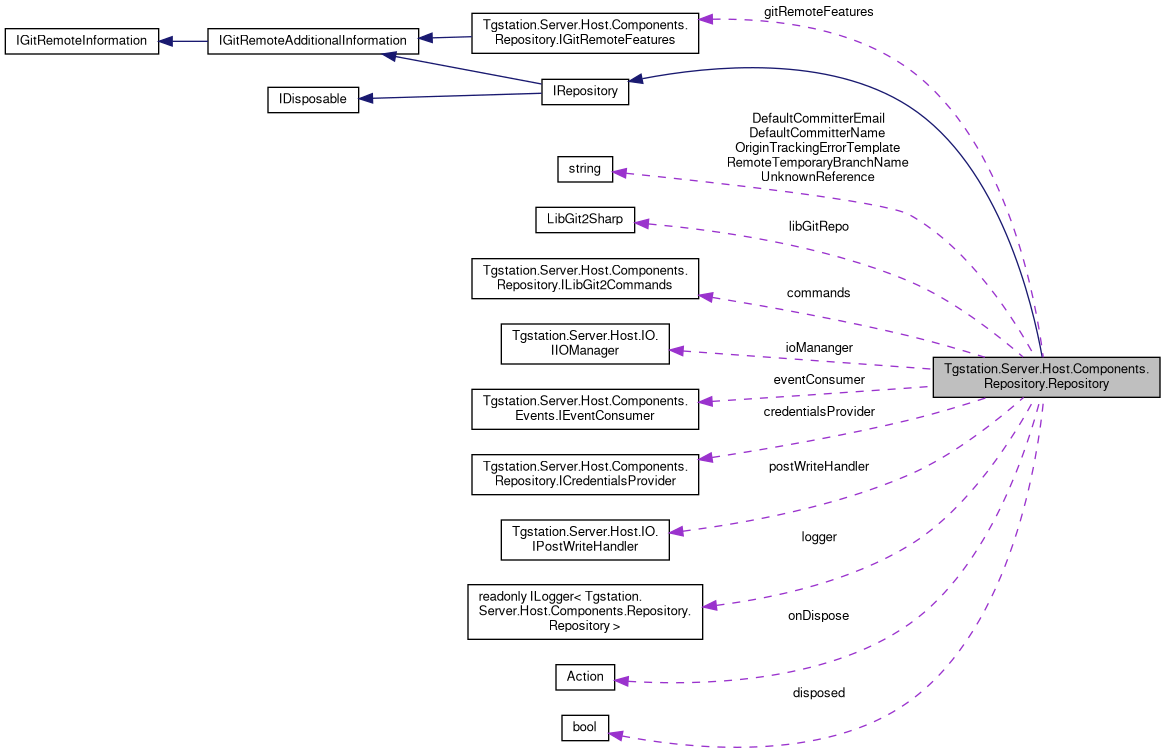 gitRemoteFeatures
Tgstation.Server.Host.Components.
Repository.IGitRemoteFeatures
IGitRemoteInformation
IGitRemoteAdditionalInformation
IRepository
IDisposable
DefaultCommitterEmail
DefaultCommitterName
OriginTrackingErrorTemplate
RemoteTemporaryBranchName
UnknownReference
string
LibGit2Sharp
libGitRepo
Tgstation.Server.Host.Components.
Repository.ILibGit2Commands
commands
Tgstation.Server.Host.IO.
IIOManager
ioMananger
Tgstation.Server.Host.Components.
Repository.Repository
Tgstation.Server.Host.Components.
Events.IEventConsumer
eventConsumer
credentialsProvider
Tgstation.Server.Host.Components.
Repository.ICredentialsProvider
postWriteHandler
Tgstation.Server.Host.IO.
IPostWriteHandler
logger
readonly ILogger< Tgstation.
Server.Host.Components.Repository.
Repository >
onDispose
Action
disposed
bool